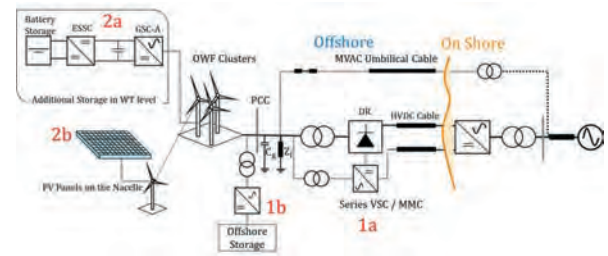 Battery
Storage
ESSC
2a
GSC-A
Additional Storage in WT level
OWF Clusters
2b
PV Panels on the Nacelle
PCC
Offshore
On Shore
MVAC Umbilical Cable
DR
HVDC Cable
1b
Offshore
Storage
Series VSC / MMC
1a